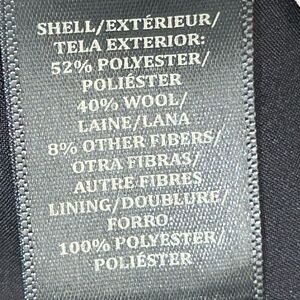 SHELL/EXTÉRIEUR/
TELA EXTERIOR:
52% POLYESTER/
POLIÉSTER
40% WOOL/
LAINE/LANA
8% OTHER FIBERS/
OTRA FIBRAS/
AUTRE FIBRES
LINING/DOUBLURE/
FORRO:
100% POLYESTER/
POLIÉSTER